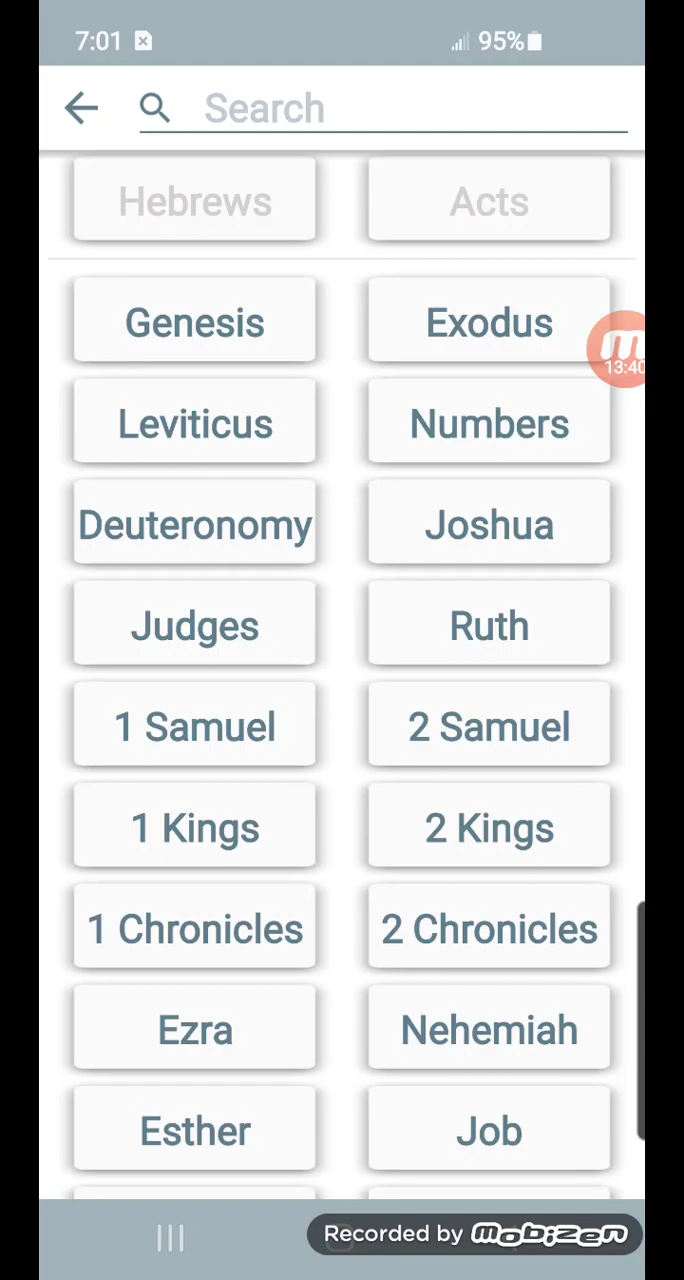 7:01 95%
Search
Hebrews Acts
Genesis Exodus
13:40
Leviticus Numbers
Deuteronomy Joshua
Judges Ruth
1 Samuel 2 Samuel
1 Kings 2 Kings
1 Chronicles 2 Chronicles
Ezra Nehemiah
Esther Job
Recorded by Mobizen